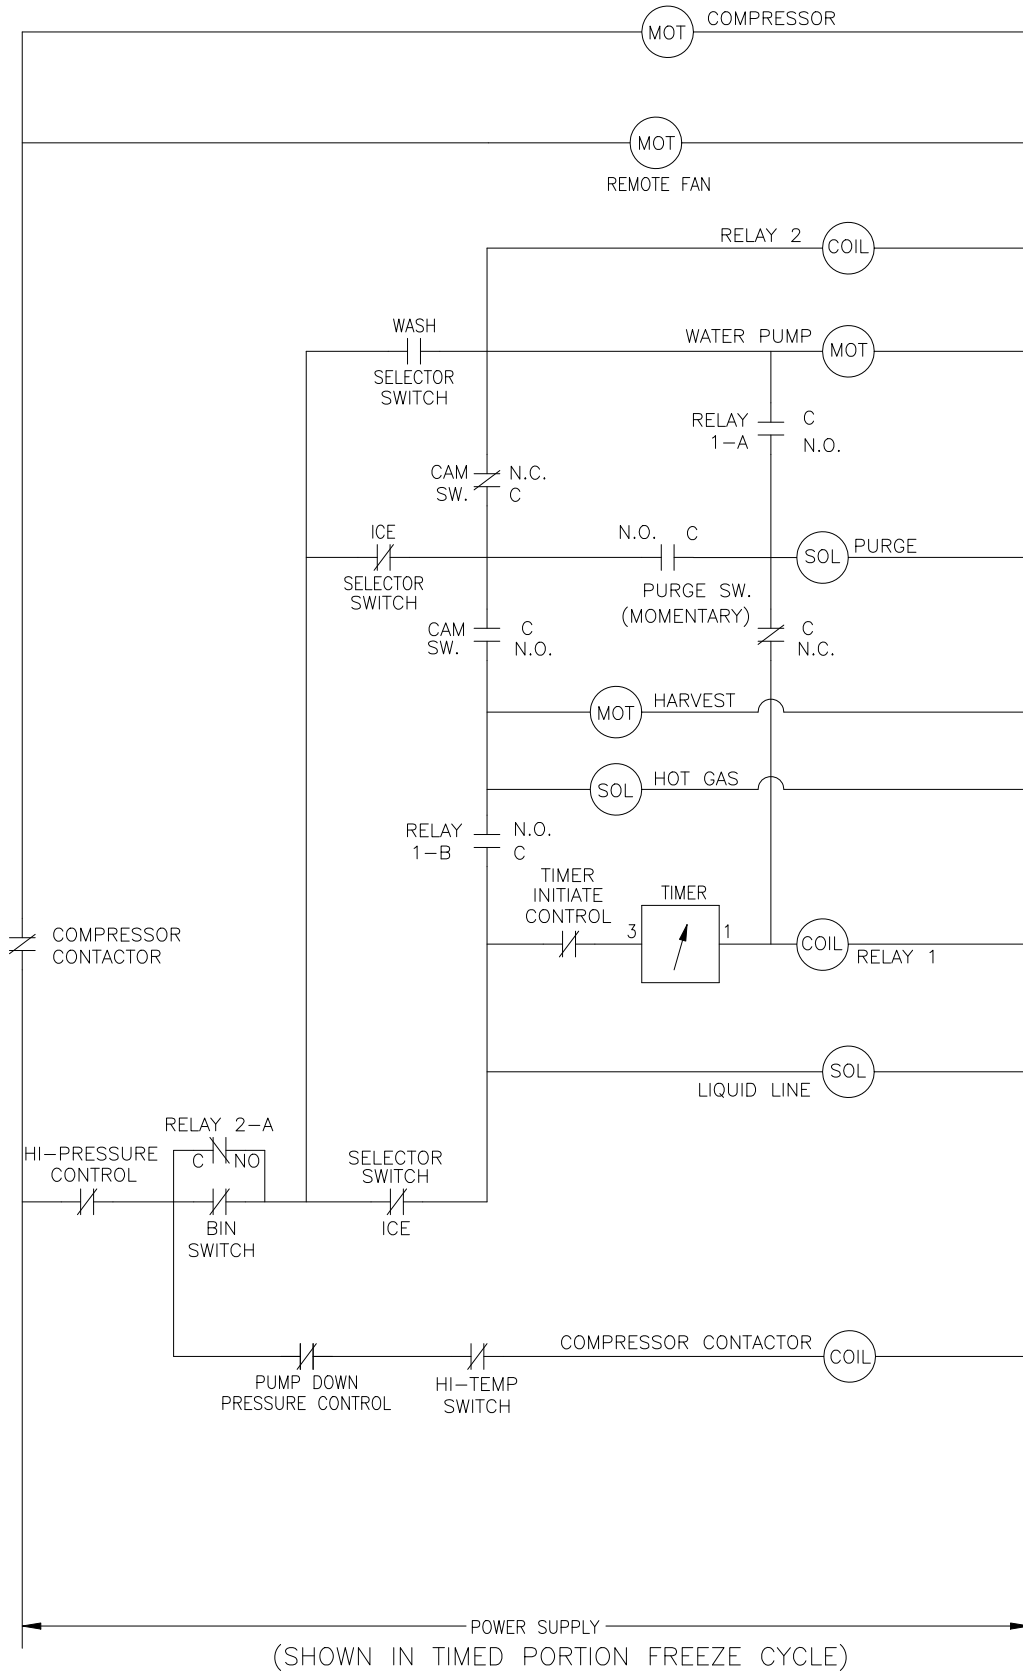 COMPRESSOR
MOT
MOT
REMOTE FAN
RELAY 2
COIL
WASH
SELECTOR
SWITCH
WATER PUMP
MOT
RELAY
1-A
C
N.O.
CAM
SW.
N.C.
C
ICE
SELECTOR
SWITCH
N.O.
C
PURGE SW.
(MOMENTARY)
SOL
PURGE
CAM
SW.
C
N.O.
C
N.C.
MOT
HARVEST
SOL
HOT GAS
RELAY
1-B
N.O.
C
TIMER
INITIATE
CONTROL
TIMER
3
1
COIL
RELAY 1
COMPRESSOR
CONTACTOR
SOL
LIQUID LINE
RELAY 2-A
C
NO
HI-PRESSURE
CONTROL
BIN
SWITCH
SELECTOR
SWITCH
ICE
COMPRESSOR CONTACTOR
COIL
PUMP DOWN
PRESSURE CONTROL
HI-TEMP
SWITCH
POWER SUPPLY
(SHOWN IN TIMED PORTION FREEZE CYCLE)